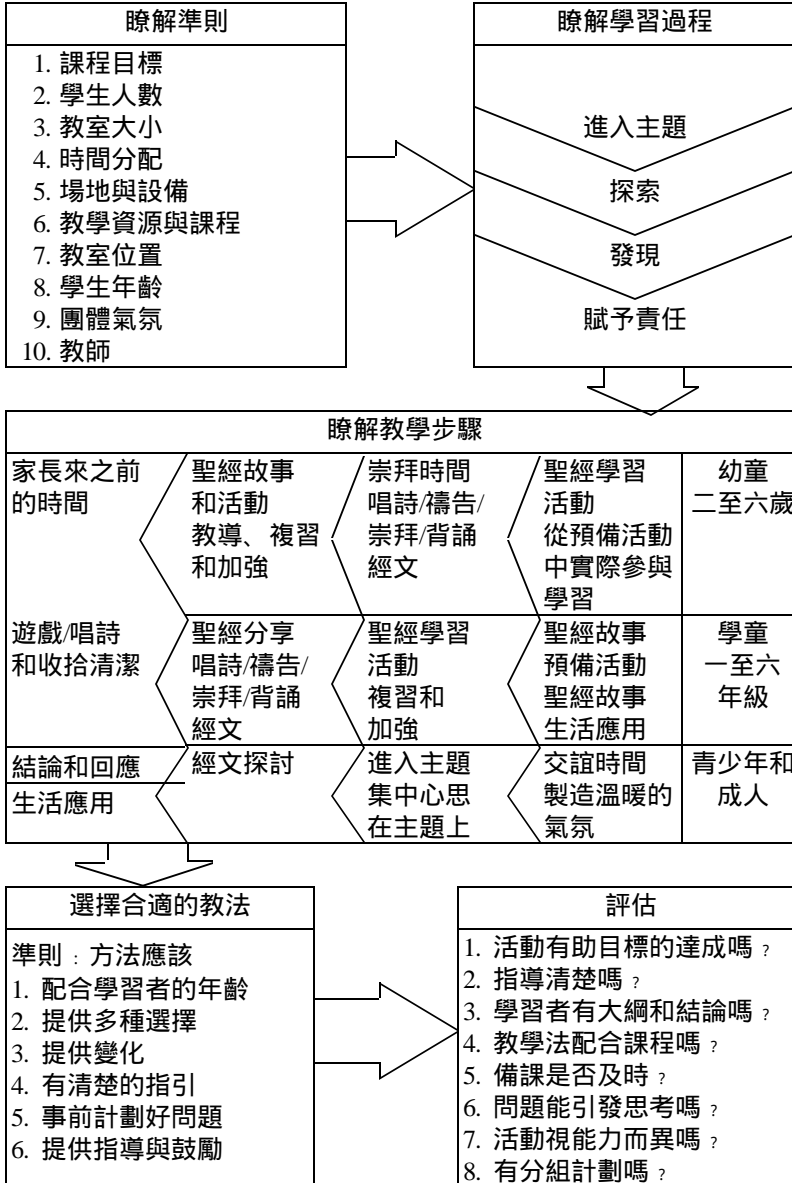 瞭解準則
1. 課程目標
2. 學生人數
3. 教室大小
4. 時間分配
5. 場地與設備
6. 教學資源與課程
7. 教室位置
8. 學生年齡
9. 團體氣氛
10. 教師
瞭解學習過程
進入主題
探索
發現
賦予責任
瞭解教學步驟
家長來之前
的時間
聖經故事
和活動
教導、複習
和加強
崇拜時間
唱詩/禱告/
崇拜/背誦
經文
聖經學習
活動
從預備活動
中實際參與
學習
幼童
二至六歲
遊戲/唱詩
和收拾清潔
聖經分享
唱詩/禱告/
崇拜/背誦
經文
聖經學習
活動
複習和
加強
聖經故事
預備活動
聖經故事
生活應用
學童
一至六
年級
結論和回應
生活應用
經文探討
進入主題
集中心思
在主題上
交誼時間
製造溫暖的
氣氛
青少年和
成人
選擇合適的教法
準則：方法應該
1. 配合學習者的年齡
2. 提供多種選擇
3. 提供變化
4. 有清楚的指引
5. 事前計劃好問題
6. 提供指導與鼓勵
評估
1. 活動有助目標的達成嗎？
2. 指導清楚嗎？
3. 學習者有大綱和結論嗎？
4. 教學法配合課程嗎？
5. 備課是否及時？
6. 問題能引發思考嗎？
7. 活動視能力而異嗎？
8. 有分組計劃嗎？